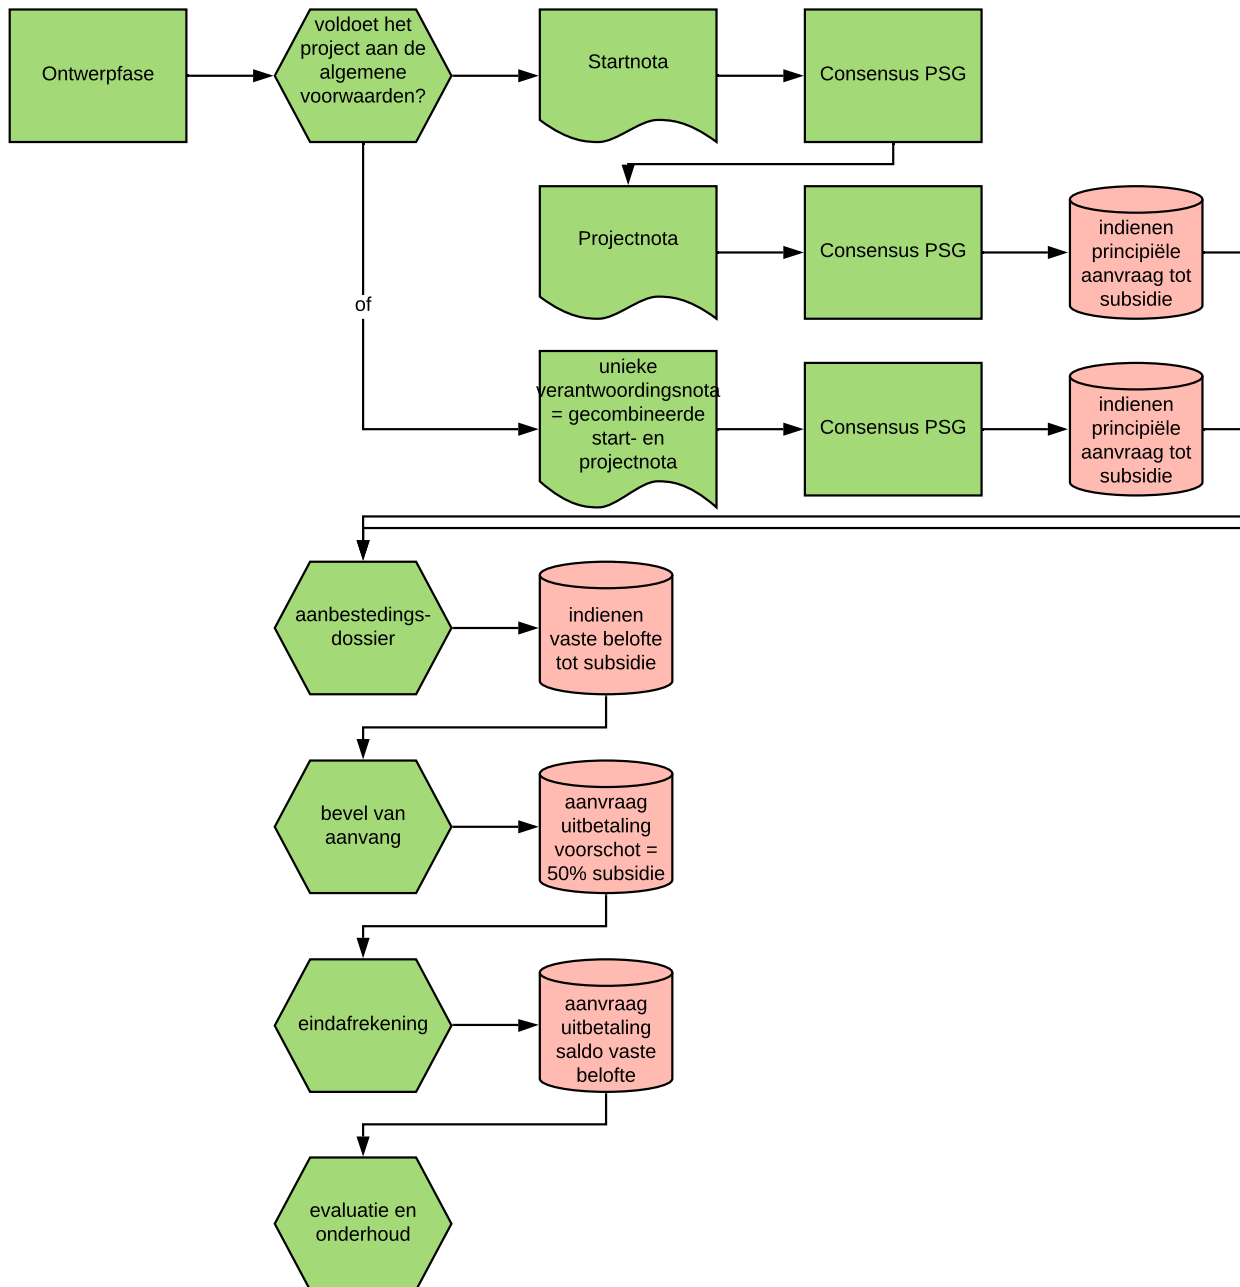 Ontwerpfase
voldoet het
project aan de
algemene
voorwaarden?
Startnota
Consensus PSG
Projectnota
Consensus PSG
indienen
principiële
aanvraag tot
subsidie
of
unieke
verantwoordingsnota
= gecombineerde
start- en
projectnota
Consensus PSG
indienen
principiële
aanvraag tot
subsidie
aanbestedings-
dossier
indienen
vaste belofte
tot subsidie
bevel van
aanvang
aanvraag
uitbetaling
voorschot =
50% subsidie
eindafrekening
aanvraag
uitbetaling
saldo vaste
belofte
evaluatie en
onderhoud